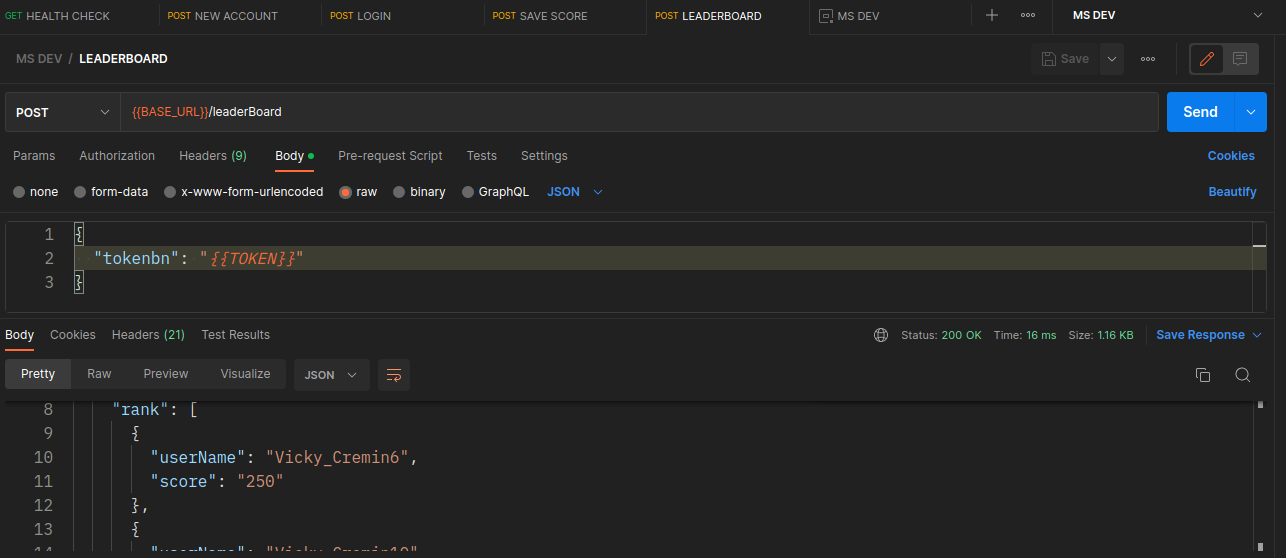 GET HEALTH CHECK POST NEW ACCOUNT POST LOGIN POST SAVE SCORE POST LEADERBOARD MS DEV MS DEV
MS DEV / LEADERBOARD Save
POST {{BASE_URL}}/leaderBoard Send
Params Authorization Headers (9) Body Pre-request Script Tests Settings Cookies
none form-data x-www-form-urlencoded raw binary GraphQL JSON Beautify
1 {
2 "tokenbn": "{{TOKEN}}"
3 }
Body Cookies Headers (21) Test Results Status: 200 OK Time: 16 ms Size: 1.16 KB Save Response
Pretty Raw Preview Visualize JSON
8 "rank": [
9 {
10 "userName": "Vicky_Cremin6",
11 "score": "250"
12 },
13 {
14 "userName": "Vicky_Cremin10"